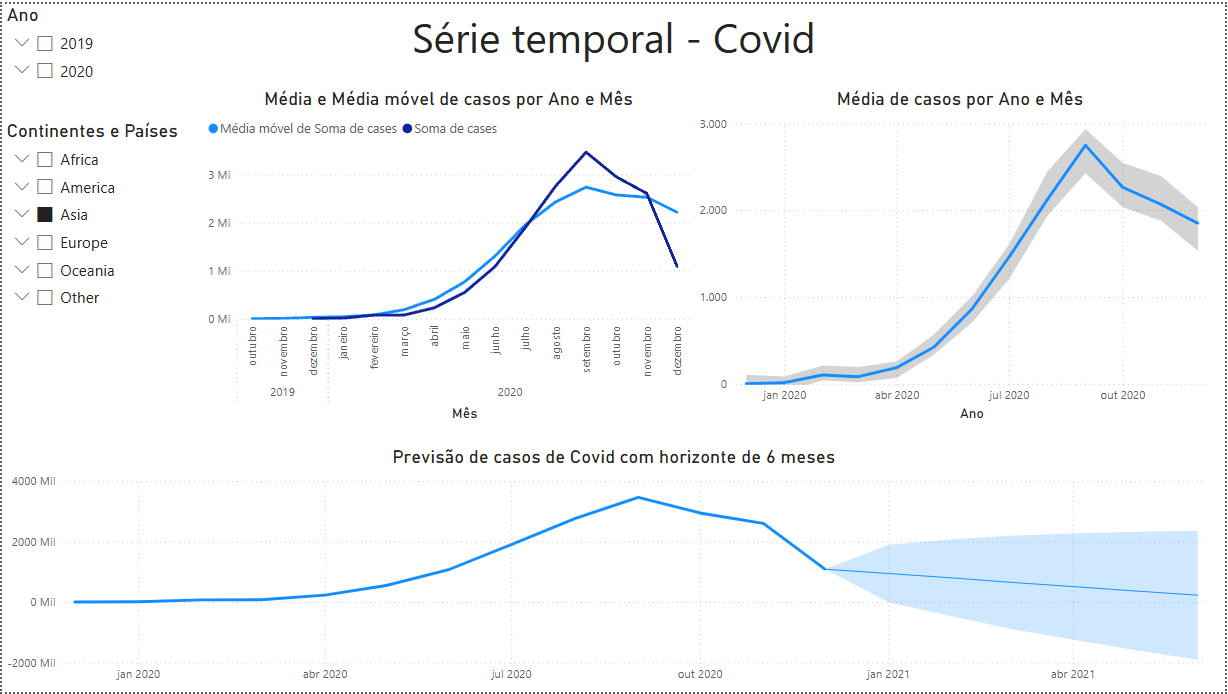 Ano
2019
2020
Série temporal - Covid
Continentes e Países
Africa
America
Asia
Europe
Oceania
Other
Média e Média móvel de casos por Ano e Mês
Média móvel de Soma de casos Soma de casos
3 Mi
2 Mi
1 Mi
0 Mi
outubro novembro dezembro janeiro fevereiro março abril maio junho julho agosto setembro outubro novembro dezembro
2019 2020
Mês
Média de casos por Ano e Mês
3.000
2.000
1.000
0
jan 2020 abr 2020 jul 2020 out 2020
Ano
Previsão de casos de Covid com horizonte de 6 meses
4000 Mil
2000 Mil
0 Mil
-2000 Mil
jan 2020 abr 2020 jul 2020 out 2020 jan 2021 abr 2021